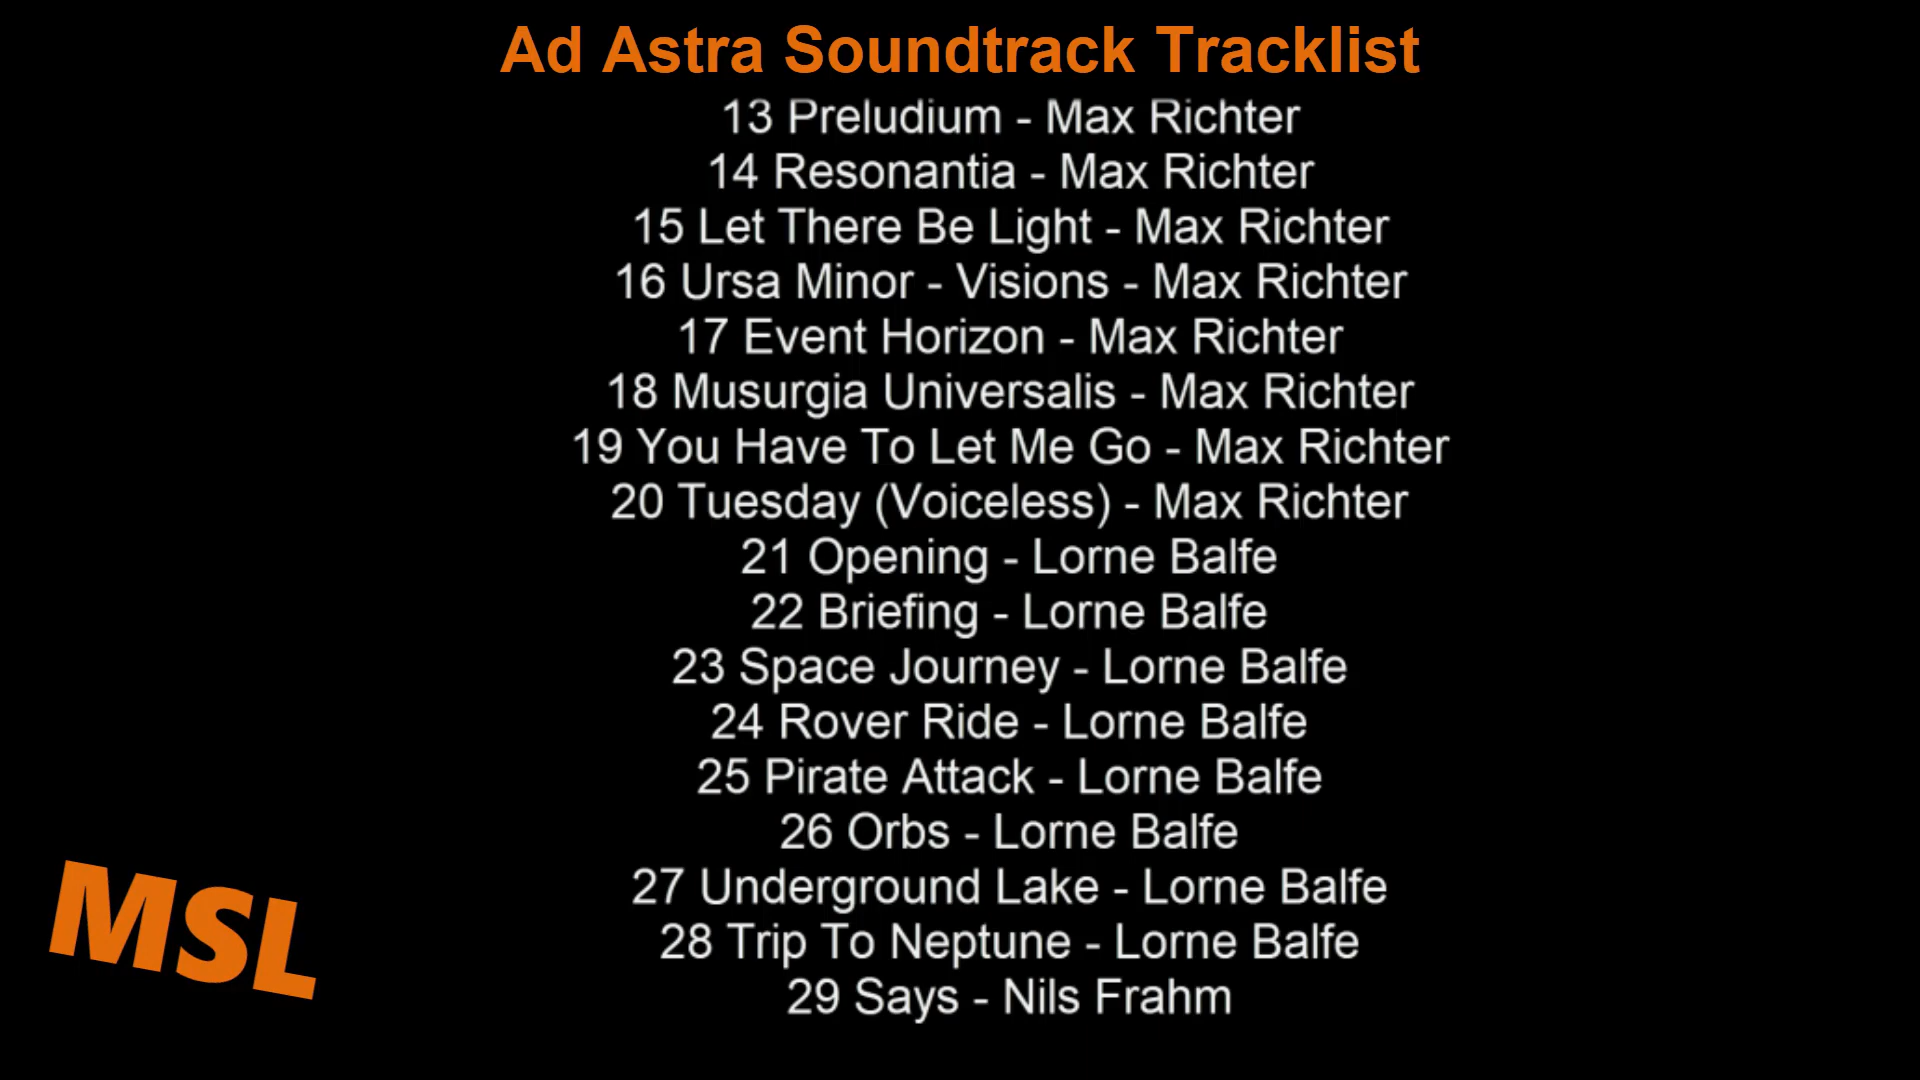 Ad Astra Soundtrack Tracklist
13 Preludium - Max Richter
14 Resonantia - Max Richter
15 Let There Be Light - Max Richter
16 Ursa Minor - Visions - Max Richter
17 Event Horizon - Max Richter
18 Musurgia Universalis - Max Richter
19 You Have To Let Me Go - Max Richter
20 Tuesday (Voiceless) - Max Richter
21 Opening - Lorne Balfe
22 Briefing - Lorne Balfe
23 Space Journey - Lorne Balfe
24 Rover Ride - Lorne Balfe
25 Pirate Attack - Lorne Balfe
26 Orbs - Lorne Balfe
27 Underground Lake - Lorne Balfe
28 Trip To Neptune - Lorne Balfe
29 Says - Nils Frahm
MSL